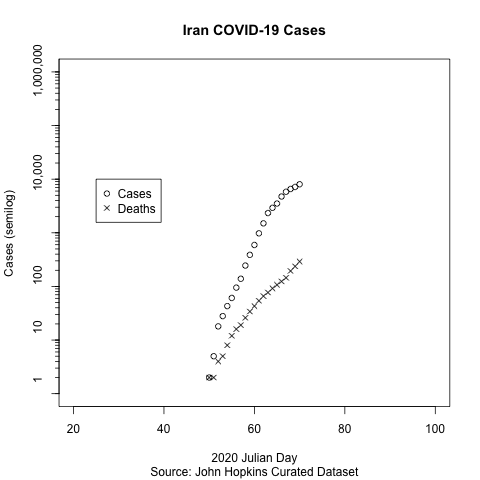 Iran COVID-19 Cases
Cases (semilog)
1,000,000
10,000
100
10
1
Cases
Deaths
20 40 60 80 100
2020 Julian Day
Source: John Hopkins Curated Dataset